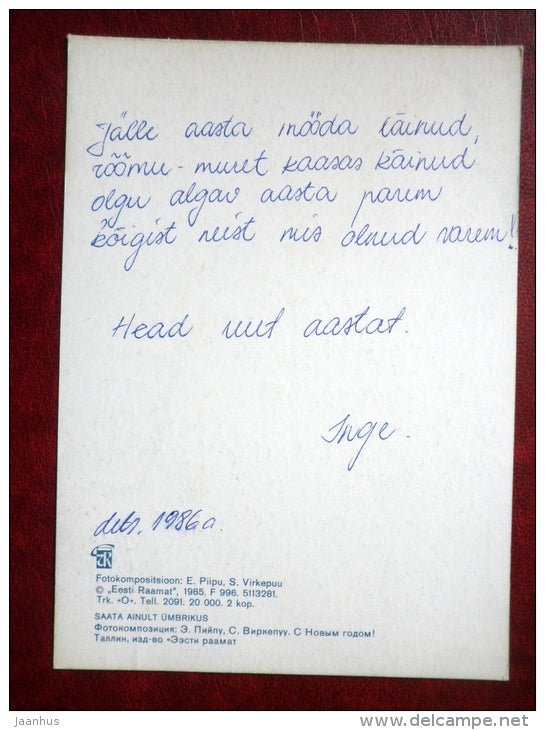 Jälle aasta mööda läinud,
rõõmu-muret kaasas käinud
olgu algav aasta parem
kõigist neist mis olnud varem!
Head uut aastat.
Inge.
dets. 1986a.
Fotokompositsioon: E. Piipu, S. Virkepuu
© „Eesti Raamat", 1985. F 996. 5113281.
Trk. «O». Tell. 2091. 20 000. 2 kop.
SAATA AINULT ÜMBRIKUS
Фотокомпозиция: Э. Пийпу, С. Виркепуу. С Новым годом!
Таллин, изд-во «Ээсти раамат
jaanhus
www.delcampe.net